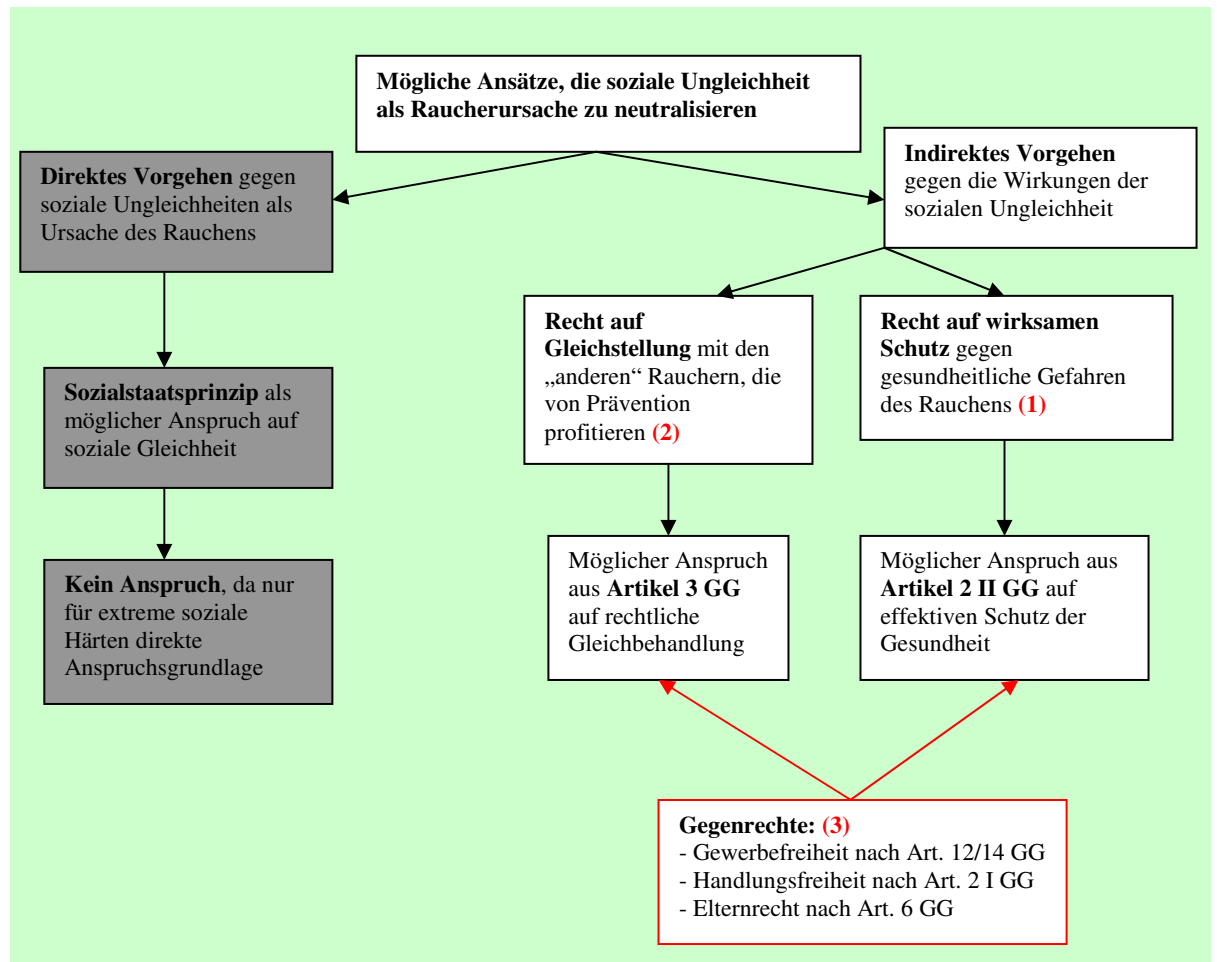 Mögliche Ansätze, die soziale Ungleichheit
als Raucherursache zu neutralisieren
Direktes Vorgehen gegen
soziale Ungleichheiten als
Ursache des Rauchens
Indirektes Vorgehen
gegen die Wirkungen der
sozialen Ungleichheit
Sozialstaatsprinzip als
möglicher Anspruch auf
soziale Gleichheit
Recht auf
Gleichstellung mit den
„anderen“ Rauchern, die
von Prävention
profitieren (2)
Recht auf wirksamen
Schutz gegen
gesundheitliche Gefahren
des Rauchens (1)
Kein Anspruch, da nur
für extreme soziale
Härten direkte
Anspruchsgrundlage
Möglicher Anspruch
aus Artikel 3 GG
auf rechtliche
Gleichbehandlung
Möglicher Anspruch aus
Artikel 2 II GG auf
effektiven Schutz der
Gesundheit
Gegenrechte: (3)
- Gewerbefreiheit nach Art. 12/14 GG
- Handlungsfreiheit nach Art. 2 I GG
- Elternrecht nach Art. 6 GG